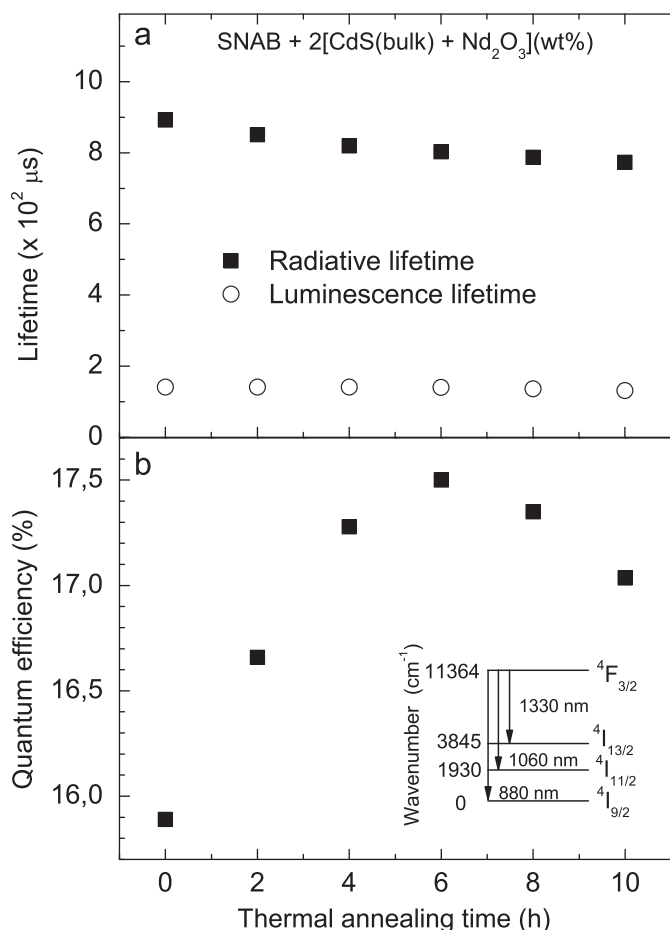 a
SNAB + 2[CdS(bulk) + Nd₂O₃](wt%)
Lifetime (x 10² μs)
10
8
6
4
2
0
Radiative lifetime
Luminescence lifetime
b
Quantum efficiency (%)
17,5
17,0
16,5
16,0
Wavenumber (cm⁻¹)
11364
3845
1930
0
⁴F₃/₂
1330 nm
⁴I₁₃/₂
1060 nm
⁴I₁₁/₂
880 nm
⁴I₉/₂
0 2 4 6 8 10
Thermal annealing time (h)